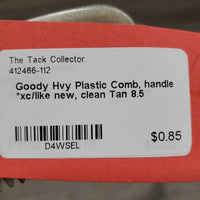 The Tack Collector
412466-112
Goody Hvy Plastic Comb, handle
*xc/like new, clean Tan 8.5
D4WSEL
$0.85